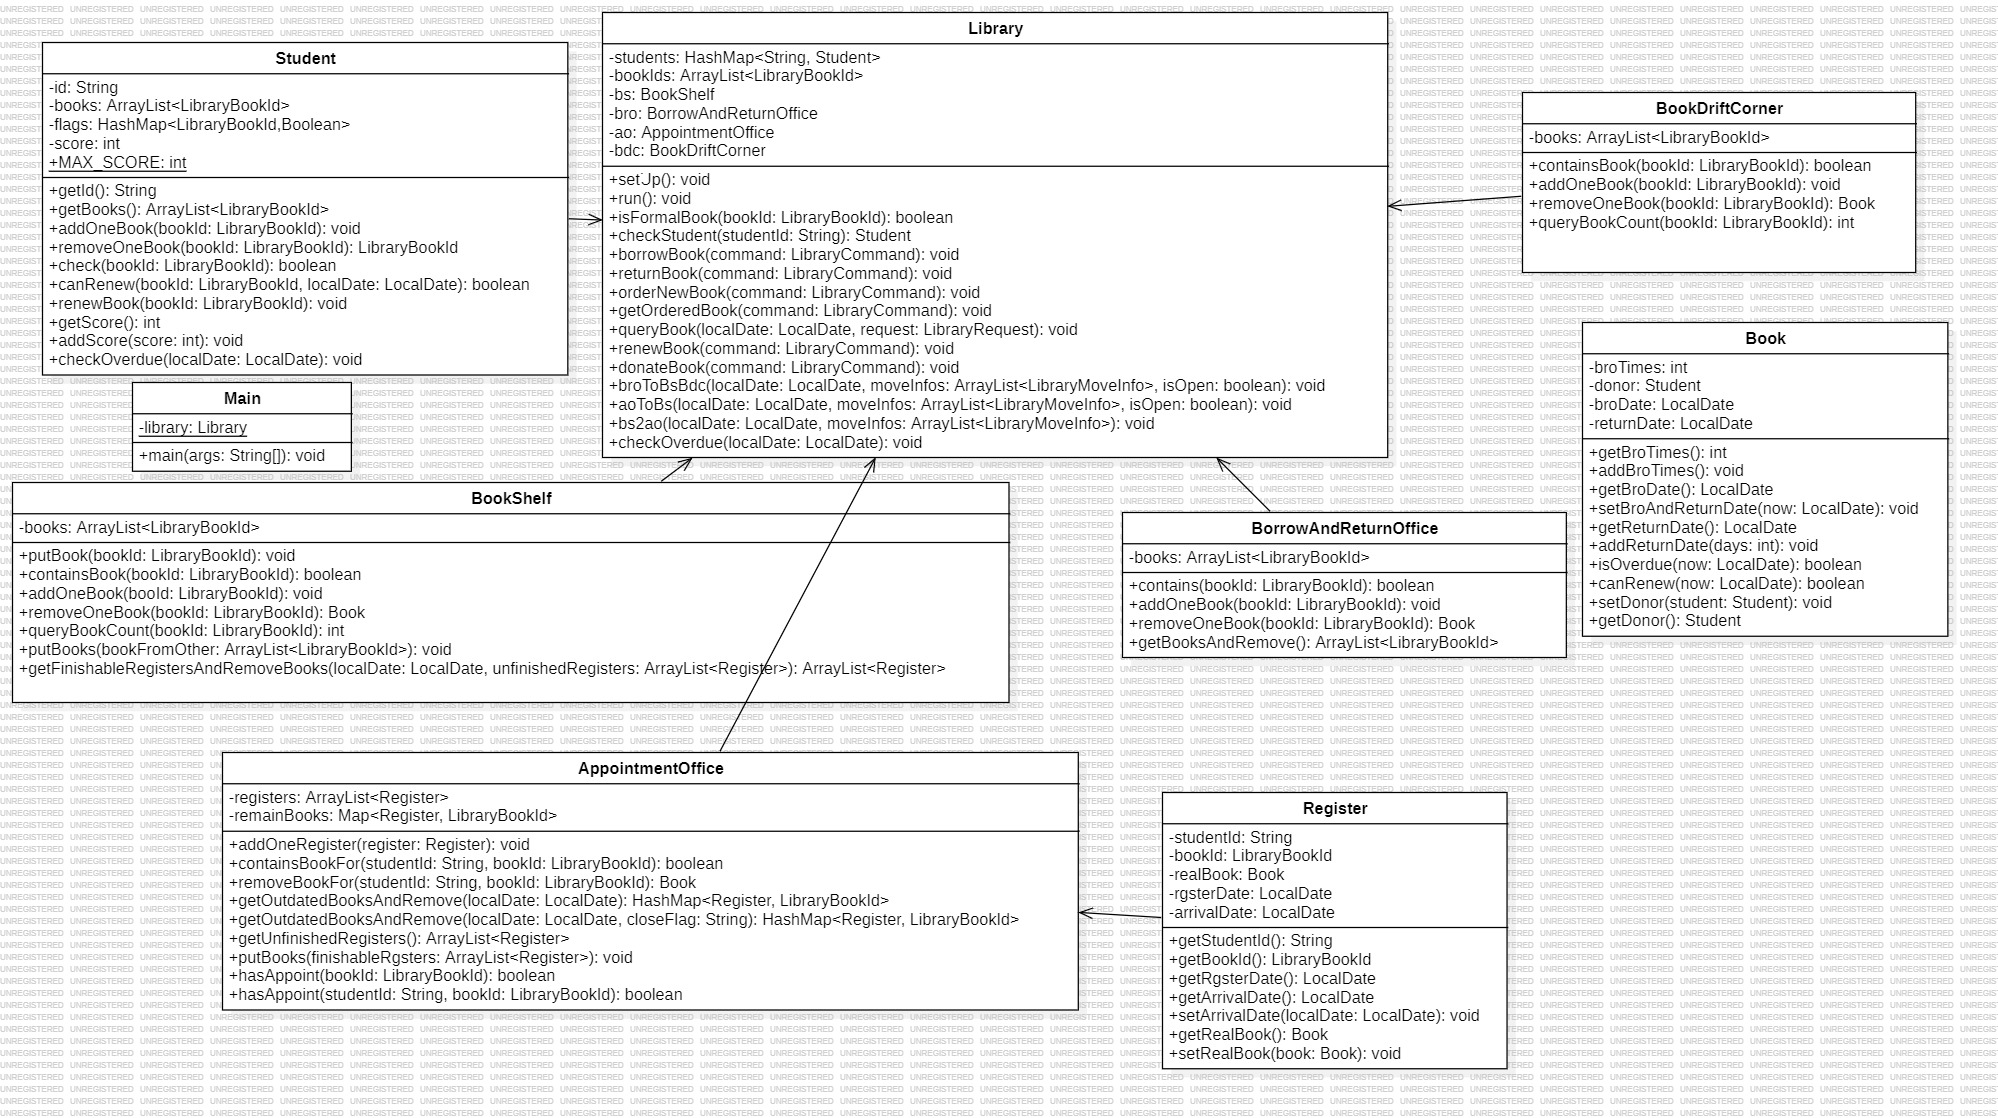 Student
-id: String
-books: ArrayList<LibraryBookId>
-flags: HashMap<LibraryBookId,Boolean>
-score: int
+MAX_SCORE: int
+getId(): String
+getBooks(): ArrayList<LibraryBookId>
+addOneBook(bookId: LibraryBookId): void
+removeOneBook(bookId: LibraryBookId): LibraryBookId
+check(bookId: LibraryBookId): boolean
+canRenew(bookId: LibraryBookId, localDate: LocalDate): boolean
+renewBook(bookId: LibraryBookId): void
+getScore(): int
+addScore(score: int): void
+checkOverdue(localDate: LocalDate): void
Library
-students: HashMap<String, Student>
-bookIds: ArrayList<LibraryBookId>
-bs: BookShelf
-bro: BorrowAndReturnOffice
-ao: AppointmentOffice
-bdc: BookDriftCorner
+setUp(): void
+run(): void
+isFormalBook(bookId: LibraryBookId): boolean
+checkStudent(studentId: String): Student
+borrowBook(command: LibraryCommand): void
+returnBook(command: LibraryCommand): void
+orderNewBook(command: LibraryCommand): void
+getOrderedBook(command: LibraryCommand): void
+queryBook(localDate: LocalDate, request: LibraryRequest): void
+renewBook(command: LibraryCommand): void
+donateBook(command: LibraryCommand): void
+broToBsBdc(localDate: LocalDate, moveInfos: ArrayList<LibraryMoveInfo>, isOpen: boolean): void
+aoToBs(localDate: LocalDate, moveInfos: ArrayList<LibraryMoveInfo>, isOpen: boolean): void
+bs2ao(localDate: LocalDate, moveInfos: ArrayList<LibraryMoveInfo>): void
+checkOverdue(localDate: LocalDate): void
BookDriftCorner
-books: ArrayList<LibraryBookId>
+containsBook(bookId: LibraryBookId): boolean
+addOneBook(bookId: LibraryBookId): void
+removeOneBook(bookId: LibraryBookId): Book
+queryBookCount(bookId: LibraryBookId): int
Book
-broTimes: int
-donor: Student
-broDate: LocalDate
-returnDate: LocalDate
+getBroTimes(): int
+addBroTimes(): void
+getBroDate(): LocalDate
+setBroAndReturnDate(now: LocalDate): void
+getReturnDate(): LocalDate
+addReturnDate(days: int): void
+isOverdue(now: LocalDate): boolean
+canRenew(now: LocalDate): boolean
+setDonor(student: Student): void
+getDonor(): Student
Main
-library: Library
+main(args: String[]): void
BookShelf
-books: ArrayList<LibraryBookId>
+putBook(bookId: LibraryBookId): void
+containsBook(bookId: LibraryBookId): boolean
+addOneBook(booId: LibraryBookId): void
+removeOneBook(bookId: LibraryBookId): Book
+queryBookCount(bookId: LibraryBookId): int
+putBooks(bookFromOther: ArrayList<LibraryBookId>): void
+getFinishableRegistersAndRemoveBooks(localDate: LocalDate, unfinishedRegisters: ArrayList<Register>): ArrayList<Register>
BorrowAndReturnOffice
-books: ArrayList<LibraryBookId>
+contains(bookId: LibraryBookId): boolean
+addOneBook(bookId: LibraryBookId): void
+removeOneBook(bookId: LibraryBookId): Book
+getBooksAndRemove(): ArrayList<LibraryBookId>
AppointmentOffice
-registers: ArrayList<Register>
-remainBooks: Map<Register, LibraryBookId>
+addOneRegister(register: Register): void
+containsBookFor(studentId: String, bookId: LibraryBookId): boolean
+removeBookFor(studentId: String, bookId: LibraryBookId): Book
+getOutdatedBooksAndRemove(localDate: LocalDate): HashMap<Register, LibraryBookId>
+getOutdatedBooksAndRemove(localDate: LocalDate, closeFlag: String): HashMap<Register, LibraryBookId>
+getUnfinishedRegisters(): ArrayList<Register>
+putBooks(finishableRgsters: ArrayList<Register>): void
+hasAppoint(bookId: LibraryBookId): boolean
+hasAppoint(studentId: String, bookId: LibraryBookId): boolean
Register
-studentId: String
-bookId: LibraryBookId
-realBook: Book
-rgsterDate: LocalDate
-arrivalDate: LocalDate
+getStudentId(): String
+getBookId(): LibraryBookId
+getRgsterDate(): LocalDate
+getArrivalDate(): LocalDate
+setArrivalDate(localDate: LocalDate): void
+getRealBook(): Book
+setRealBook(book: Book): void
UNREGISTERED